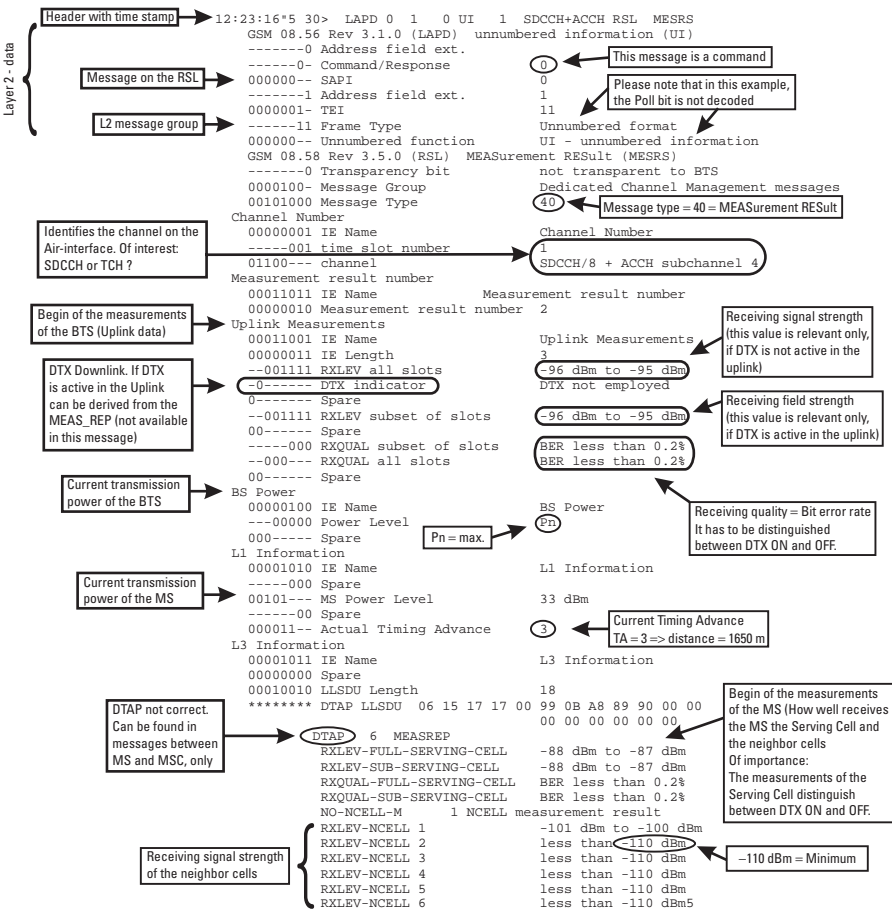 Header with time stamp
12:23:16"5 30> LAPD 0 1 0 UI 1 SDCCH+ACCH RSL MESRS
GSM 08.56 Rev 3.1.0 (LAPD) unnumbered information (UI)
-------0 Address field ext.
Layer 2 - data
------0- Command/Response 0
This message is a command
Message on the RSL
000000-- SAPI 0
-------1 Address field ext. 1
Please note that in this example,
the Poll bit is not decoded
0000001- TEI 11
L2 message group
------11 Frame Type Unnumbered format
000000-- Unnumbered function UI - unnumbered information
GSM 08.58 Rev 3.5.0 (RSL) MEASurement RESult (MESRS)
-------0 Transparency bit not transparent to BTS
0000100- Message Group Dedicated Channel Management messages
00101000 Message Type 40
Message type = 40 = MEASurement RESult
Channel Number
Identifies the channel on the
Air-interface. Of interest:
SDCCH or TCH ?
00000001 IE Name Channel Number
-----001 time slot number 1
01100--- channel SDCCH/8 + ACCH subchannel 4
Measurement result number
00011011 IE Name Measurement result number
00000010 Measurement result number 2
Begin of the measurements
of the BTS (Uplink data)
Uplink Measurements
00011001 IE Name Uplink Measurements
00000011 IE Length 3
--001111 RXLEV all slots -96 dBm to -95 dBm
Receiving signal strength
(this value is relevant only,
if DTX is not active in the
uplink)
DTX Downlink. If DTX
is active in the Uplink
can be derived from the
MEAS_REP (not available
in this message)
-0------ DTX indicator DTX not employed
0------- Spare
--001111 RXLEV subset of slots -96 dBm to -95 dBm
Receiving field strength
(this value is relevant only,
if DTX is active in the uplink)
00------ Spare
-----000 RXQUAL subset of slots BER less than 0.2%
--000--- RXQUAL all slots BER less than 0.2%
00------ Spare
Receiving quality = Bit error rate
It has to be distinguished
between DTX ON and OFF.
Current transmission
power of the BTS
BS Power
00000100 IE Name BS Power
---00000 Power Level Pn
Pn = max.
000----- Spare
L1 Information
00001010 IE Name L1 Information
-----000 Spare
Current transmission
power of the MS
00101--- MS Power Level 33 dBm
------00 Spare
000011-- Actual Timing Advance 3
Current Timing Advance
TA = 3 => distance = 1650 m
L3 Information
00001011 IE Name L3 Information
00000000 Spare
00010010 LLSDU Length 18
******** DTAP LLSDU 06 15 17 17 00 99 0B A8 89 90 00 00
00 00 00 00 00 00
DTAP not correct.
Can be found in
messages between
MS and MSC, only
Begin of the measurements
of the MS (How well receives
the MS the Serving Cell and
the neighbor cells
Of importance:
The measurements of the
Serving Cell distinguish
between DTX ON and OFF.
DTAP 6 MEASREP
RXLEV-FULL-SERVING-CELL -88 dBm to -87 dBm
RXLEV-SUB-SERVING-CELL -88 dBm to -87 dBm
RXQUAL-FULL-SERVING-CELL BER less than 0.2%
RXQUAL-SUB-SERVING-CELL BER less than 0.2%
NO-NCELL-M 1 NCELL measurement result
RXLEV-NCELL 1 -101 dBm to -100 dBm
RXLEV-NCELL 2 less than -110 dBm
RXLEV-NCELL 3 less than -110 dBm
RXLEV-NCELL 4 less than -110 dBm
RXLEV-NCELL 5 less than -110 dBm
RXLEV-NCELL 6 less than -110 dBm5
Receiving signal strength
of the neighbor cells
–110 dBm = Minimum